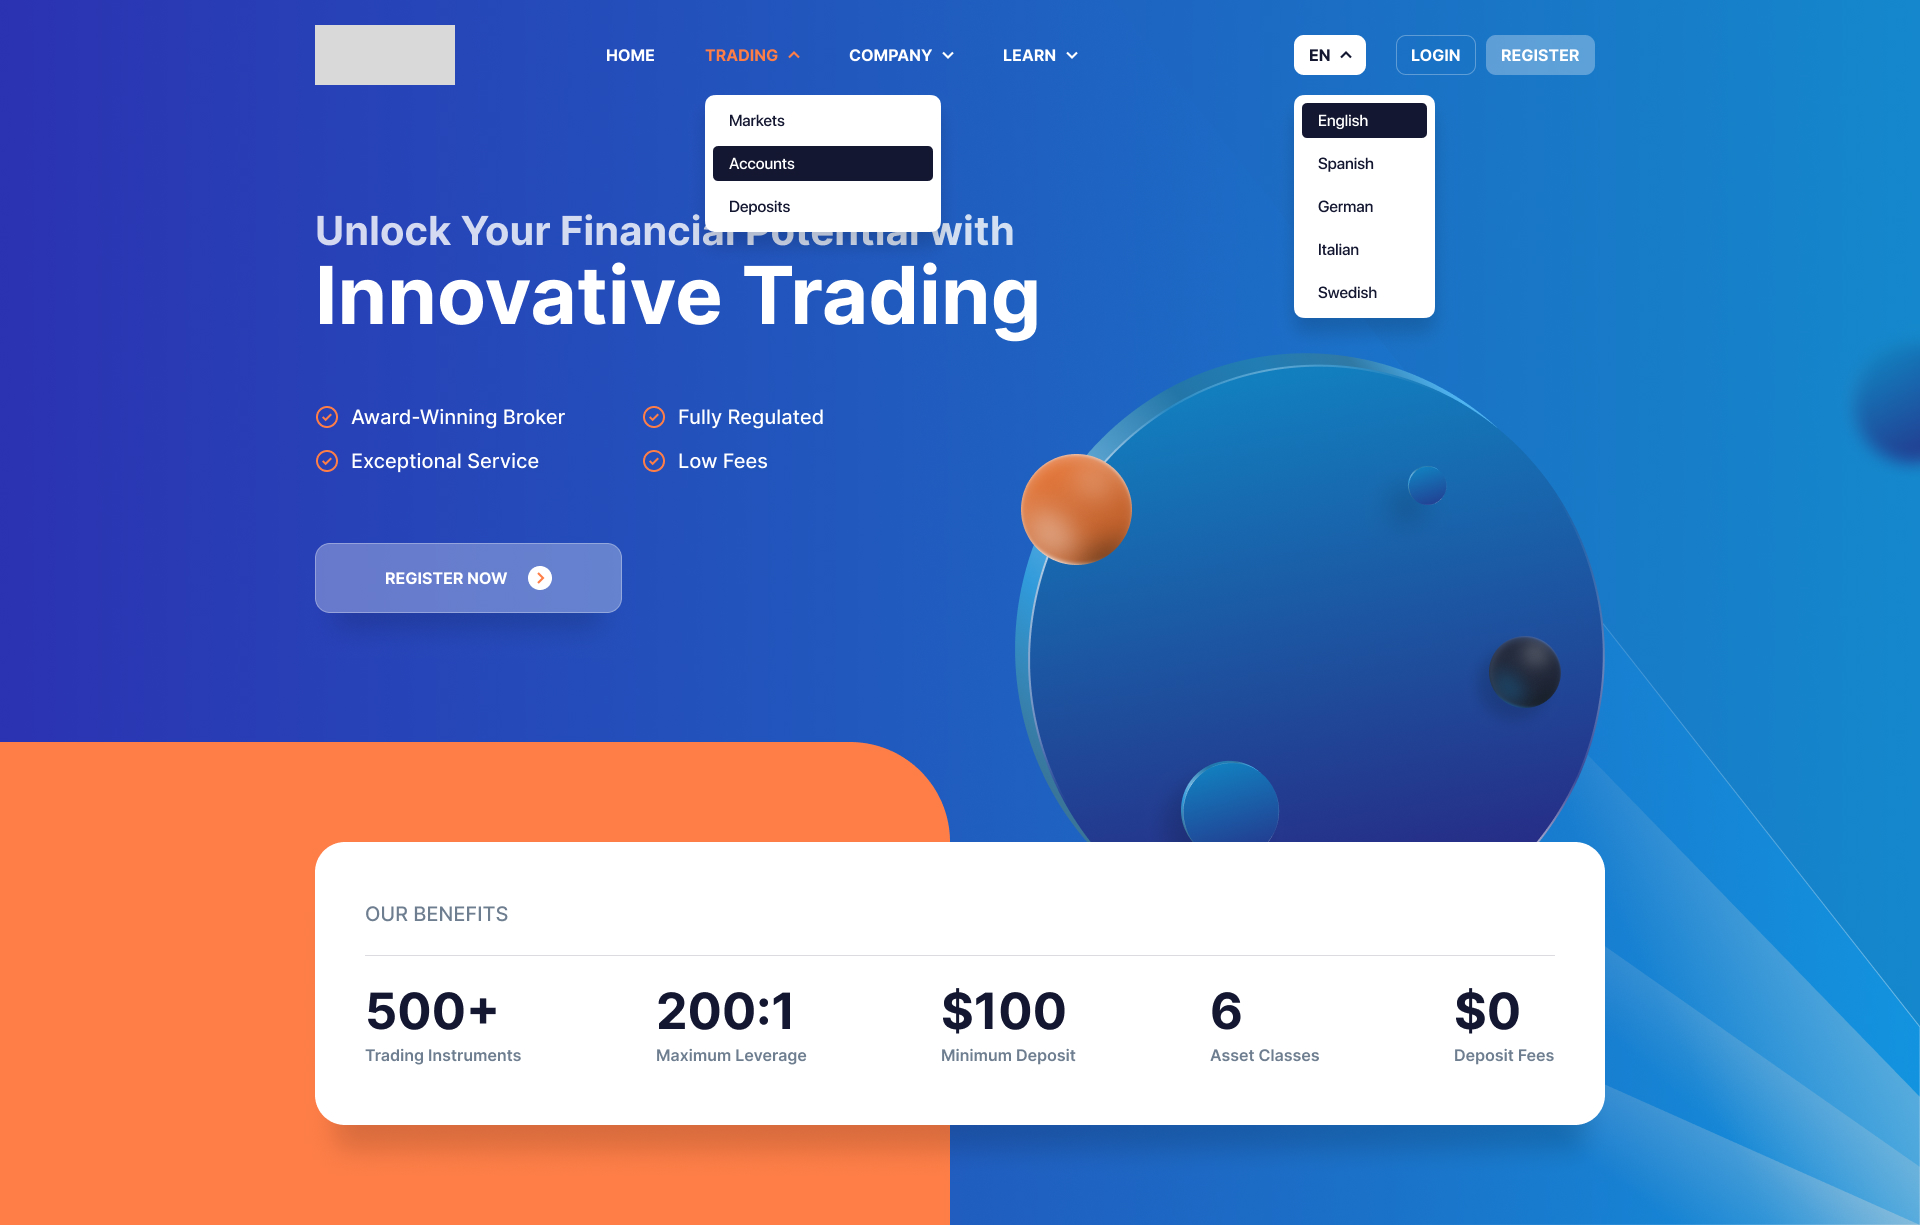 HOME TRADING COMPANY LEARN EN LOGIN REGISTER
Markets
Accounts
Deposits
English
Spanish
German
Italian
Swedish
Unlock Your Financial Potential with
Innovative Trading
Award-Winning Broker
Fully Regulated
Exceptional Service
Low Fees
REGISTER NOW
OUR BENEFITS
500+ 200:1 $100 6 $0
Trading Instruments Maximum Leverage Minimum Deposit Asset Classes Deposit Fees